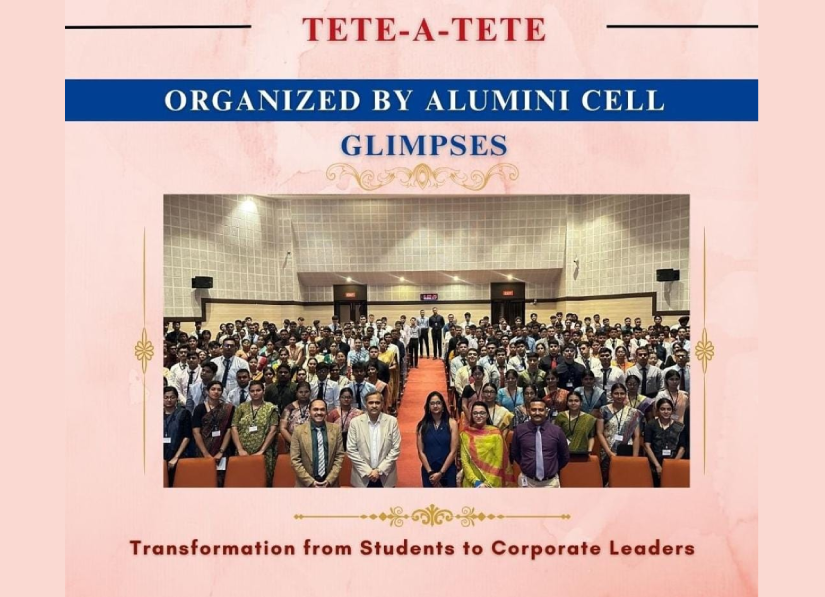 TETE-A-TETE
ORGANIZED BY ALUMINI CELL
GLIMPSES
Transformation from Students to Corporate Leaders